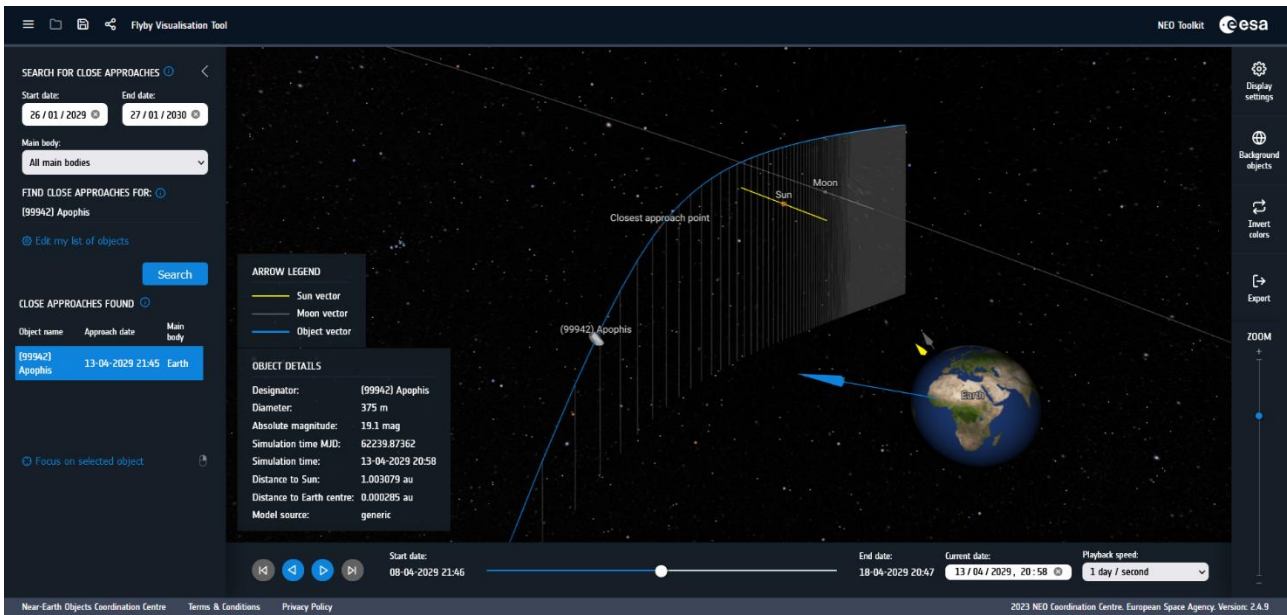 Flyby Visualisation Tool
NEO Toolkit
esa
SEARCH FOR CLOSE APPROACHES
Start date: End date:
26 / 01 / 2029 27 / 01 / 2030
Main body:
All main bodies
FIND CLOSE APPROACHES FOR:
(99942) Apophis
Edit my list of objects
Search
CLOSE APPROACHES FOUND
Object name Approach date Main body
(99942) Apophis 13-04-2029 21:45 Earth
Focus on selected object
ARROW LEGEND
Sun vector
Moon vector
Object vector
OBJECT DETAILS
Designator: (99942) Apophis
Diameter: 375 m
Absolute magnitude: 19.1 mag
Simulation time MJD: 62239.87362
Simulation time: 13-04-2029 20:58
Distance to Sun: 1.003079 au
Distance to Earth centre: 0.000285 au
Model source: generic
Moon
Sun
Closest approach point
(99942) Apophis
Earth
Display settings
Background objects
Invert colors
Export
ZOOM
+
−
Start date:
08-04-2029 21:46
End date:
18-04-2029 20:47
Current date:
13 / 04 / 2029, 20:58
Playback speed:
1 day / second
Near-Earth Objects Coordination Centre Terms & Conditions Privacy Policy
2023 NEO Coordination Centre. European Space Agency. Version: 2.4.9